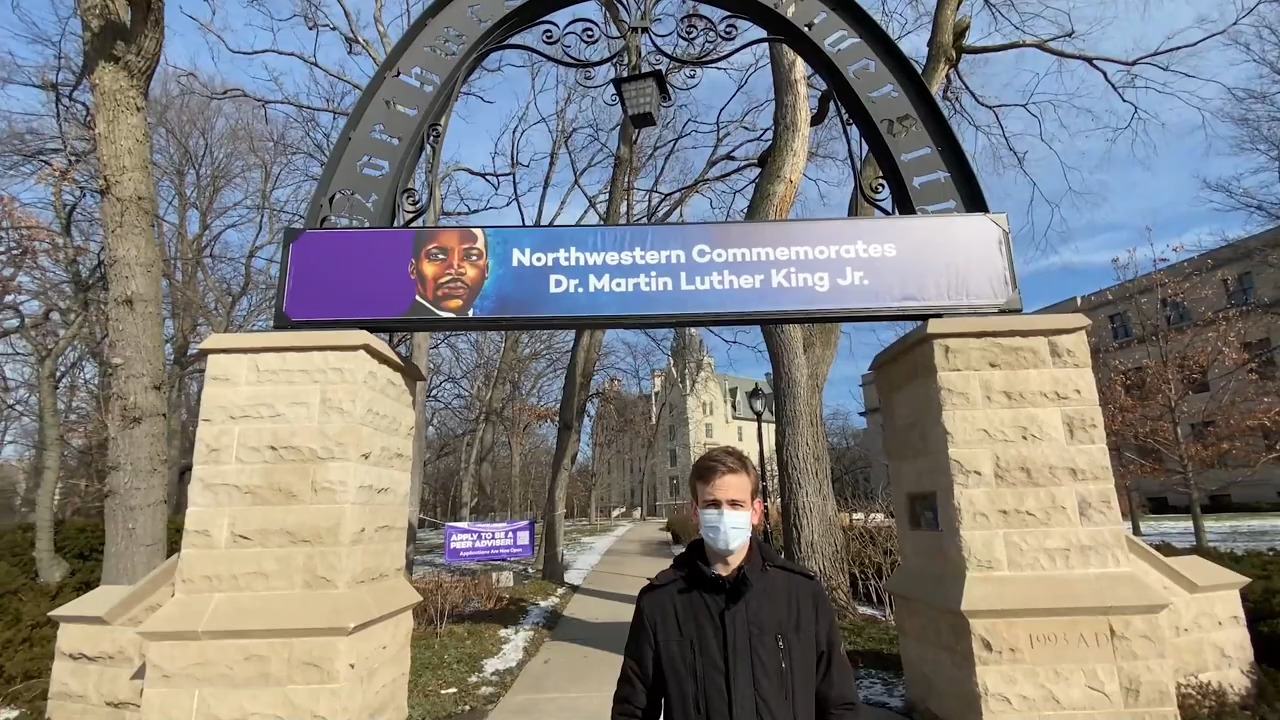 Northwestern Commemorates
Dr. Martin Luther King Jr.
APPLY TO BE A
PEER ADVISER!
Applications Are Now Open
1993 A D